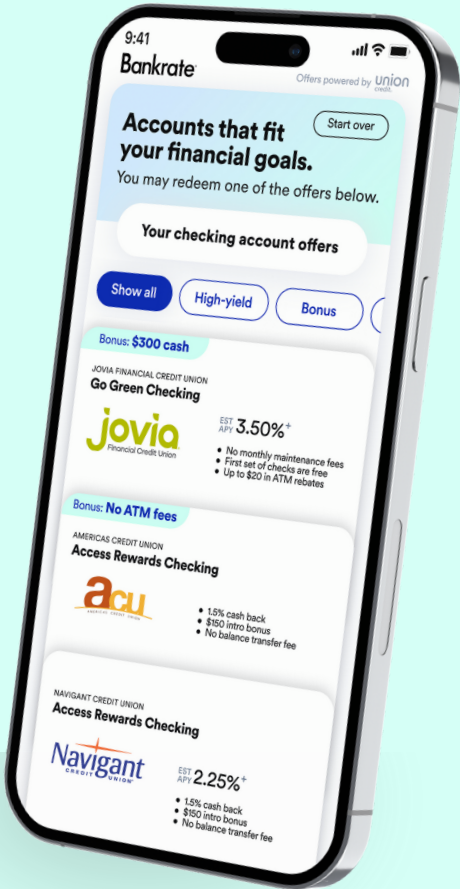 9:41
Bankrate
Offers powered by union credit.
Accounts that fit
your financial goals.
Start over
You may redeem one of the offers below.
Your checking account offers
Show all
High-yield
Bonus
Bonus: $300 cash
JOVIA FINANCIAL CREDIT UNION
Go Green Checking
jovia
Financial Credit Union
EST
APY 3.50%+
• No monthly maintenance fees
• First set of checks are free
• Up to $20 in ATM rebates
Bonus: No ATM fees
AMERICAS CREDIT UNION
Access Rewards Checking
acu
AMERICAS CREDIT UNION
• 1.5% cash back
• $150 intro bonus
• No balance transfer fee
NAVIGANT CREDIT UNION
Access Rewards Checking
Navigant
CREDIT UNION
EST
APY 2.25%+
• 1.5% cash back
• $150 intro bonus
• No balance transfer fee